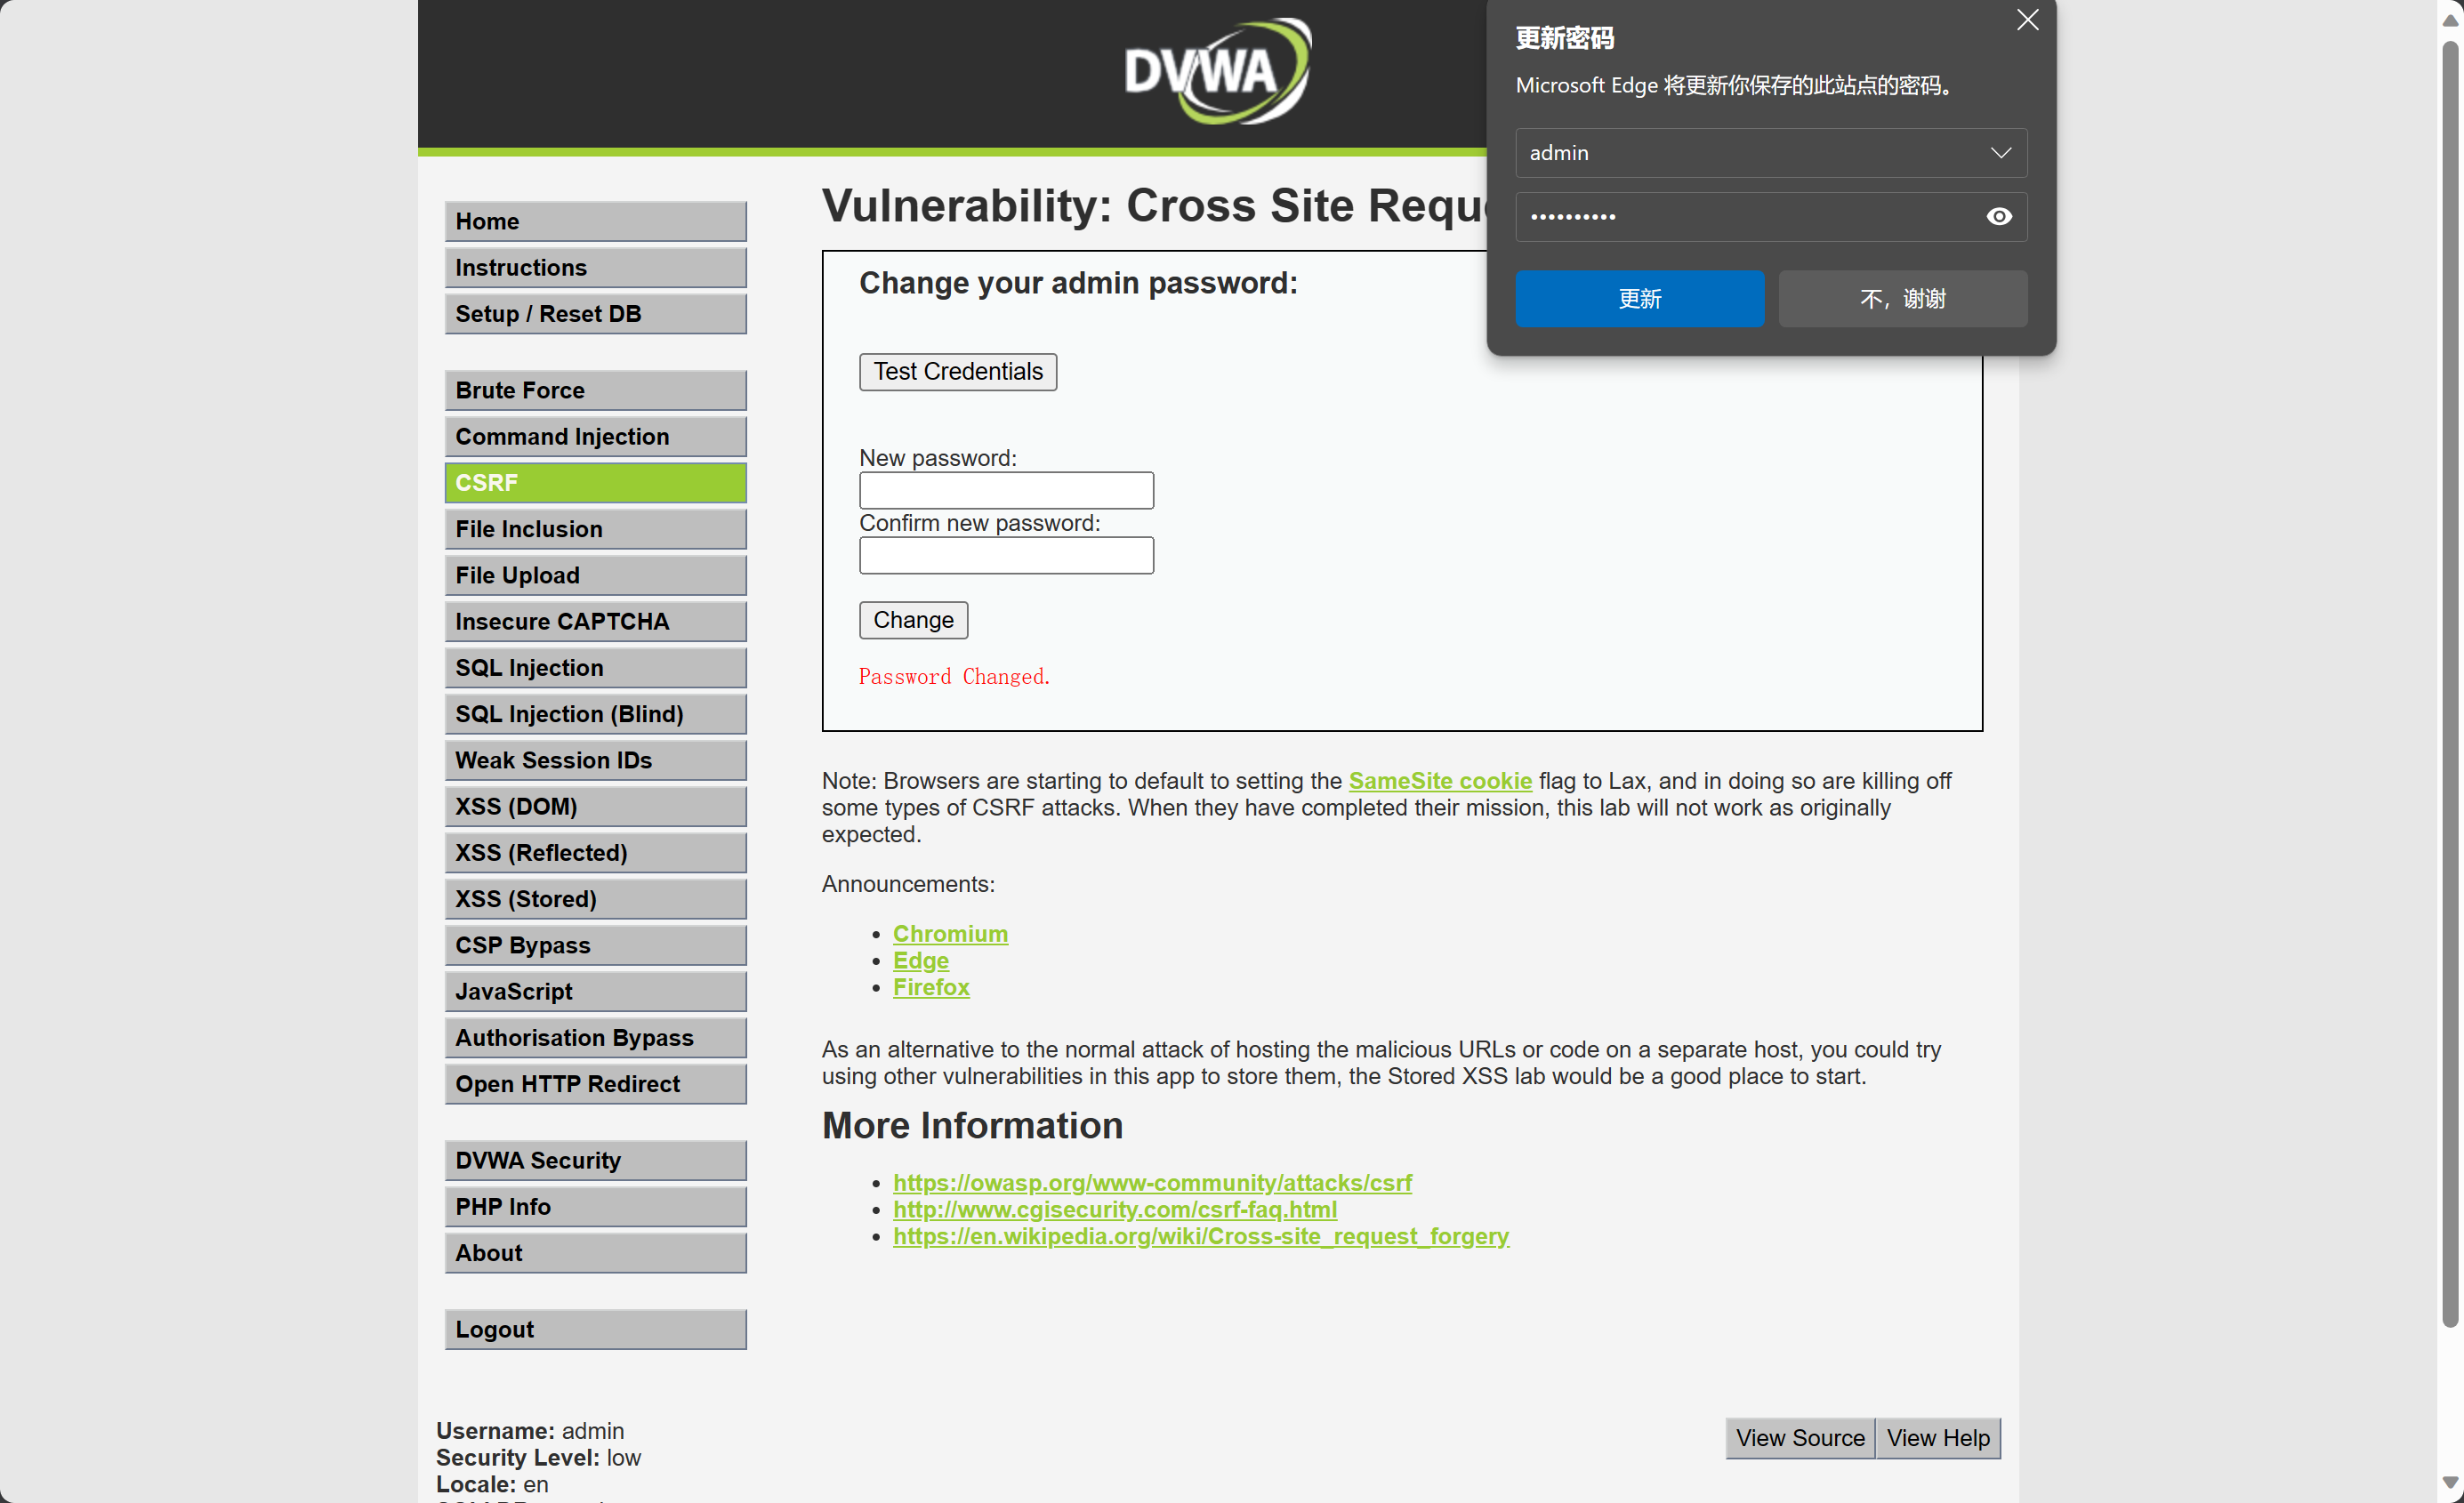 DVWA
更新密码
Microsoft Edge 将更新你保存的此站点的密码。
admin
••••••••••
更新
不，谢谢
Home
Instructions
Setup / Reset DB
Brute Force
Command Injection
CSRF
File Inclusion
File Upload
Insecure CAPTCHA
SQL Injection
SQL Injection (Blind)
Weak Session IDs
XSS (DOM)
XSS (Reflected)
XSS (Stored)
CSP Bypass
JavaScript
Authorisation Bypass
Open HTTP Redirect
DVWA Security
PHP Info
About
Logout
Vulnerability: Cross Site
Change your admin password:
Test Credentials
New password:
Confirm new password:
Change
Password Changed.
Note: Browsers are starting to default to setting the SameSite cookie flag to Lax, and in doing so are killing off
some types of CSRF attacks. When they have completed their mission, this lab will not work as originally
expected.
Announcements:
Chromium
Edge
Firefox
As an alternative to the normal attack of hosting the malicious URLs or code on a separate host, you could try
using other vulnerabilities in this app to store them, the Stored XSS lab would be a good place to start.
More Information
https://owasp.org/www-community/attacks/csrf
http://www.cgisecurity.com/csrf-faq.html
https://en.wikipedia.org/wiki/Cross-site_request_forgery
Username: admin
Security Level: low
Locale: en
View Source
View Help